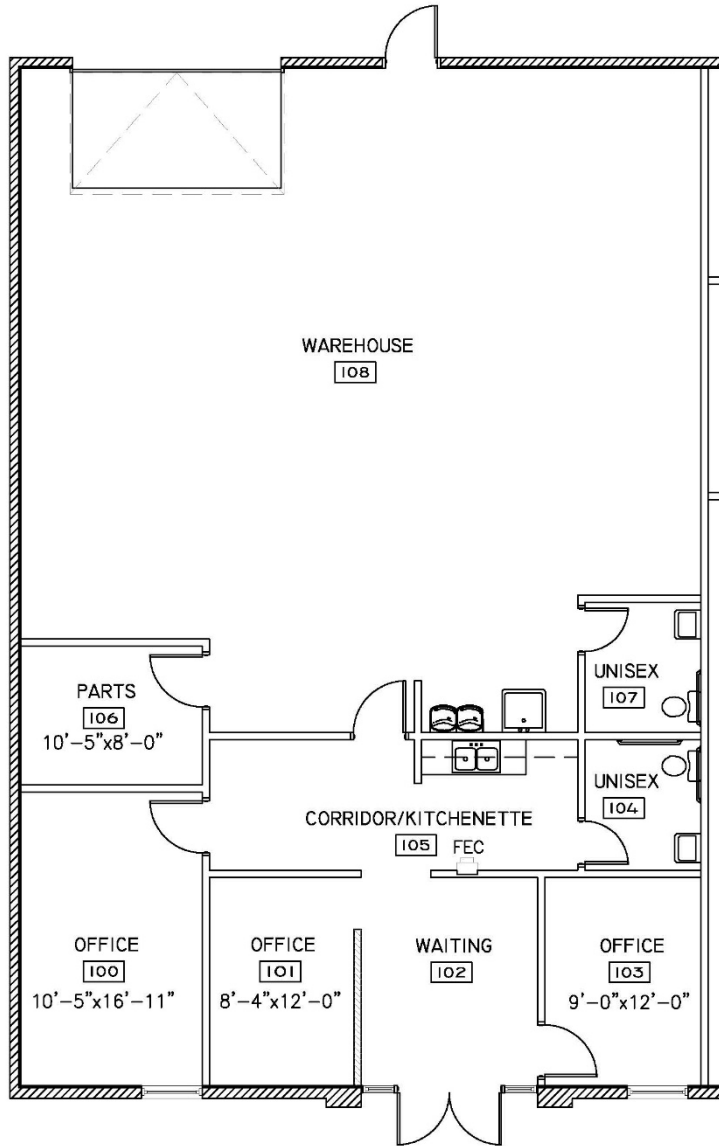 WAREHOUSE
108
PARTS
106
10'-5"x8'-0"
UNISEX
107
UNISEX
104
CORRIDOR/KITCHENETTE
105 FEC
OFFICE
100
10'-5"x16'-11"
OFFICE
101
8'-4"x12'-0"
WAITING
102
OFFICE
103
9'-0"x12'-0"